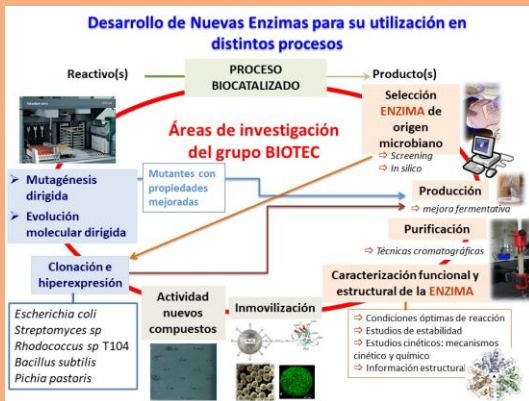 Desarrollo de Nuevas Enzimas para su utilización en
distintos procesos
Reactivo(s)
PROCESO
BIOCATALIZADO
Producto(s)
Selección
ENZIMA de
origen
microbiano
⇨ Screening
⇨ In silico
Áreas de investigación
del grupo BIOTEC
➢ Mutagénesis
dirigida
➢ Evolución
molecular dirigida
Mutantes con
propiedades
mejoradas
Producción
⇨ mejora fermentativa
Purificación
⇨ Técnicas cromatográficas
Clonación e
hiperexpresión
Escherichia coli
Streptomyces sp
Rhodococcus sp T104
Bacillus subtilis
Pichia pastoris
Actividad
nuevos
compuestos
Inmovilización
Caracterización funcional y
estructural de la ENZIMA
⇨ Condiciones óptimas de reacción
⇨ Estudios de estabilidad
⇨ Estudios cinéticos: mecanismos
cinético y químico
⇨ Información estructural